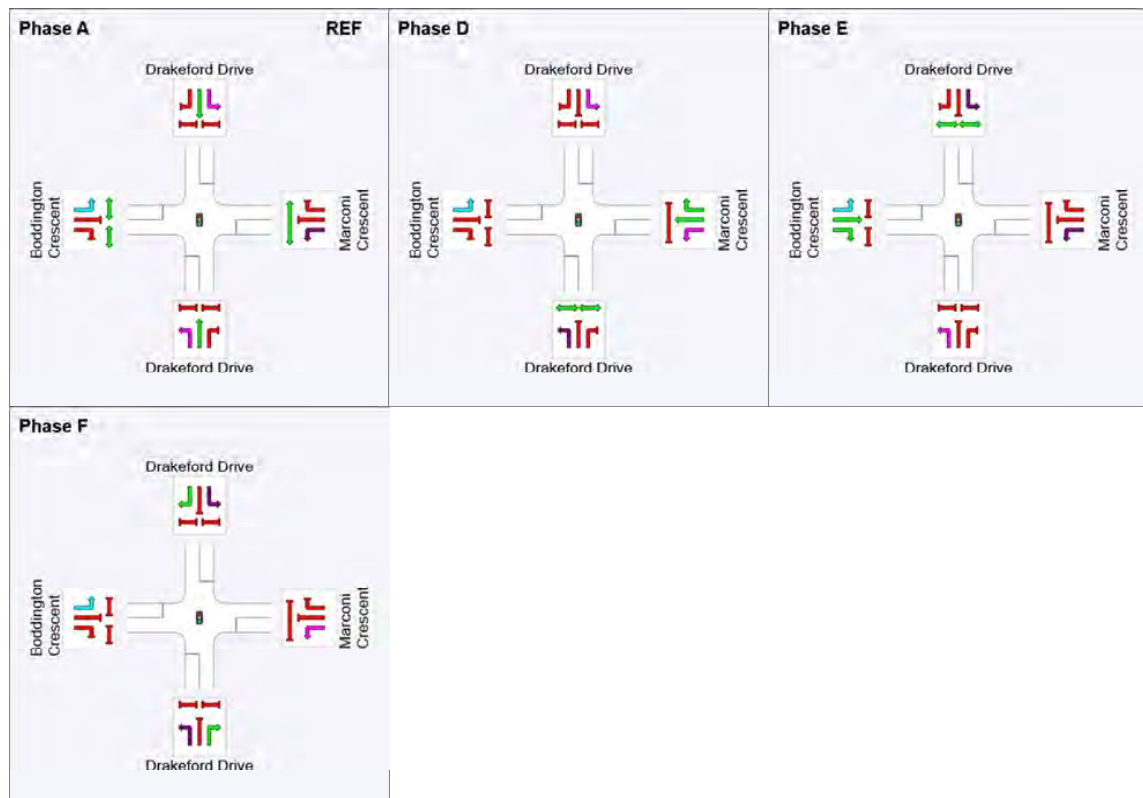 Phase A REF
Drakeford Drive
Boddington
Crescent
Marconi
Crescent
Drakeford Drive
Phase D
Drakeford Drive
Boddington
Crescent
Marconi
Crescent
Drakeford Drive
Phase E
Drakeford Drive
Boddington
Crescent
Marconi
Crescent
Drakeford Drive
Phase F
Drakeford Drive
Boddington
Crescent
Marconi
Crescent
Drakeford Drive